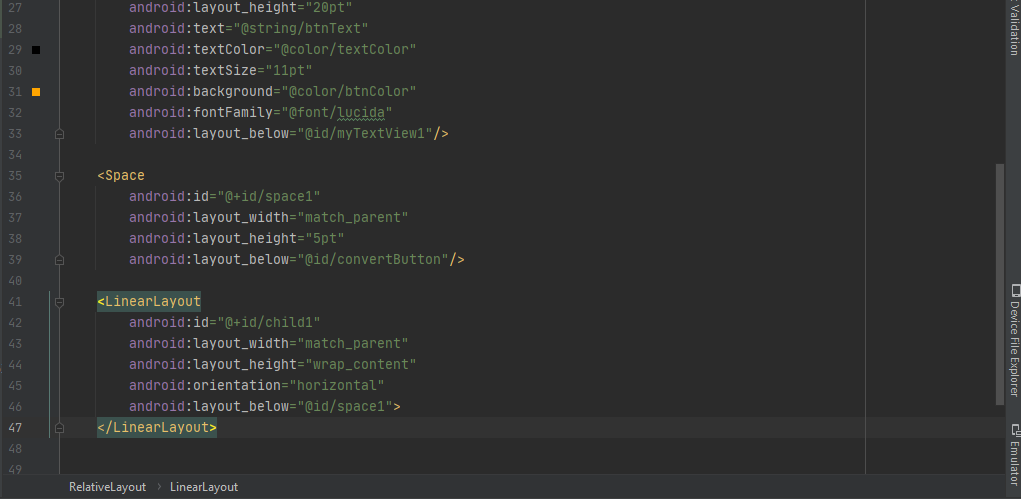 27 android:layout_height="20pt"
28 android:text="@string/btnText"
29 android:textColor="@color/textColor"
30 android:textSize="11pt"
31 android:background="@color/btnColor"
32 android:fontFamily="@font/lucida"
33 android:layout_below="@id/myTextView1"/>
34
35 <Space
36 android:id="@+id/space1"
37 android:layout_width="match_parent"
38 android:layout_height="5pt"
39 android:layout_below="@id/convertButton"/>
40
41 <LinearLayout
42 android:id="@+id/child1"
43 android:layout_width="match_parent"
44 android:layout_height="wrap_content"
45 android:orientation="horizontal"
46 android:layout_below="@id/space1">
47 </LinearLayout>
48
49
RelativeLayout > LinearLayout
Validation
Device File Explorer
Emulator